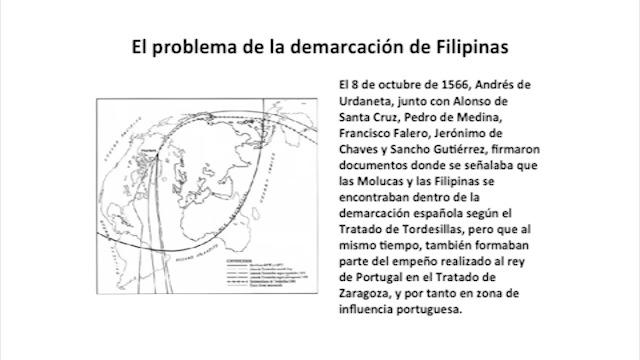 El problema de la demarcación de Filipinas
El 8 de octubre de 1566, Andrés de
Urdaneta, junto con Alonso de
Santa Cruz, Pedro de Medina,
Francisco Falero, Jerónimo de
Chaves y Sancho Gutiérrez, firmaron
documentos donde se señalaba que
las Molucas y las Filipinas se
encontraban dentro de la
demarcación española según el
Tratado de Tordesillas, pero que al
mismo tiempo, también formaban
parte del empeño realizado al rey
de Portugal en el Tratado de
Zaragoza, y por tanto en zona de
influencia portuguesa.